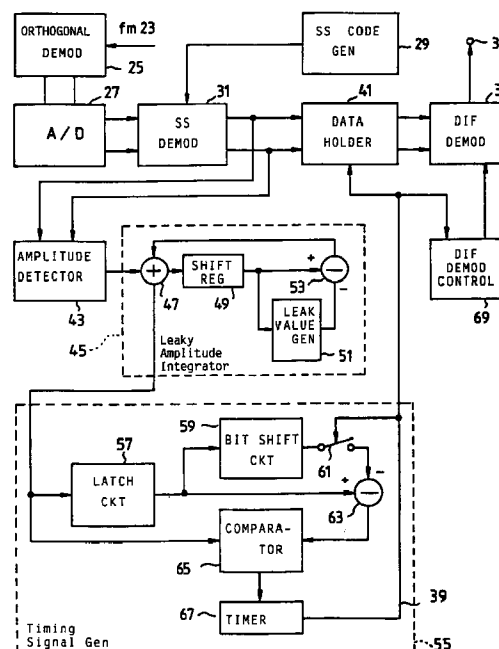 ORTHOGONAL
DEMOD
25
fm 23
SS CODE
GEN
29
3
27
A/D
31
SS
DEMOD
41
DATA
HOLDER
3
DIF
DEMOD
AMPLITUDE
DETECTOR
43
+
47
SHIFT
REG
49
+
−
53
−
LEAK
VALUE
GEN
51
45
Leaky
Amplitude
Integrator
DIF
DEMOD
CONTROL
69
59
BIT SHIFT
CKT
61
57
LATCH
CKT
−
+
−
63
COMPARA-
TOR
65
67
TIMER
39
Timing
Signal Gen
55